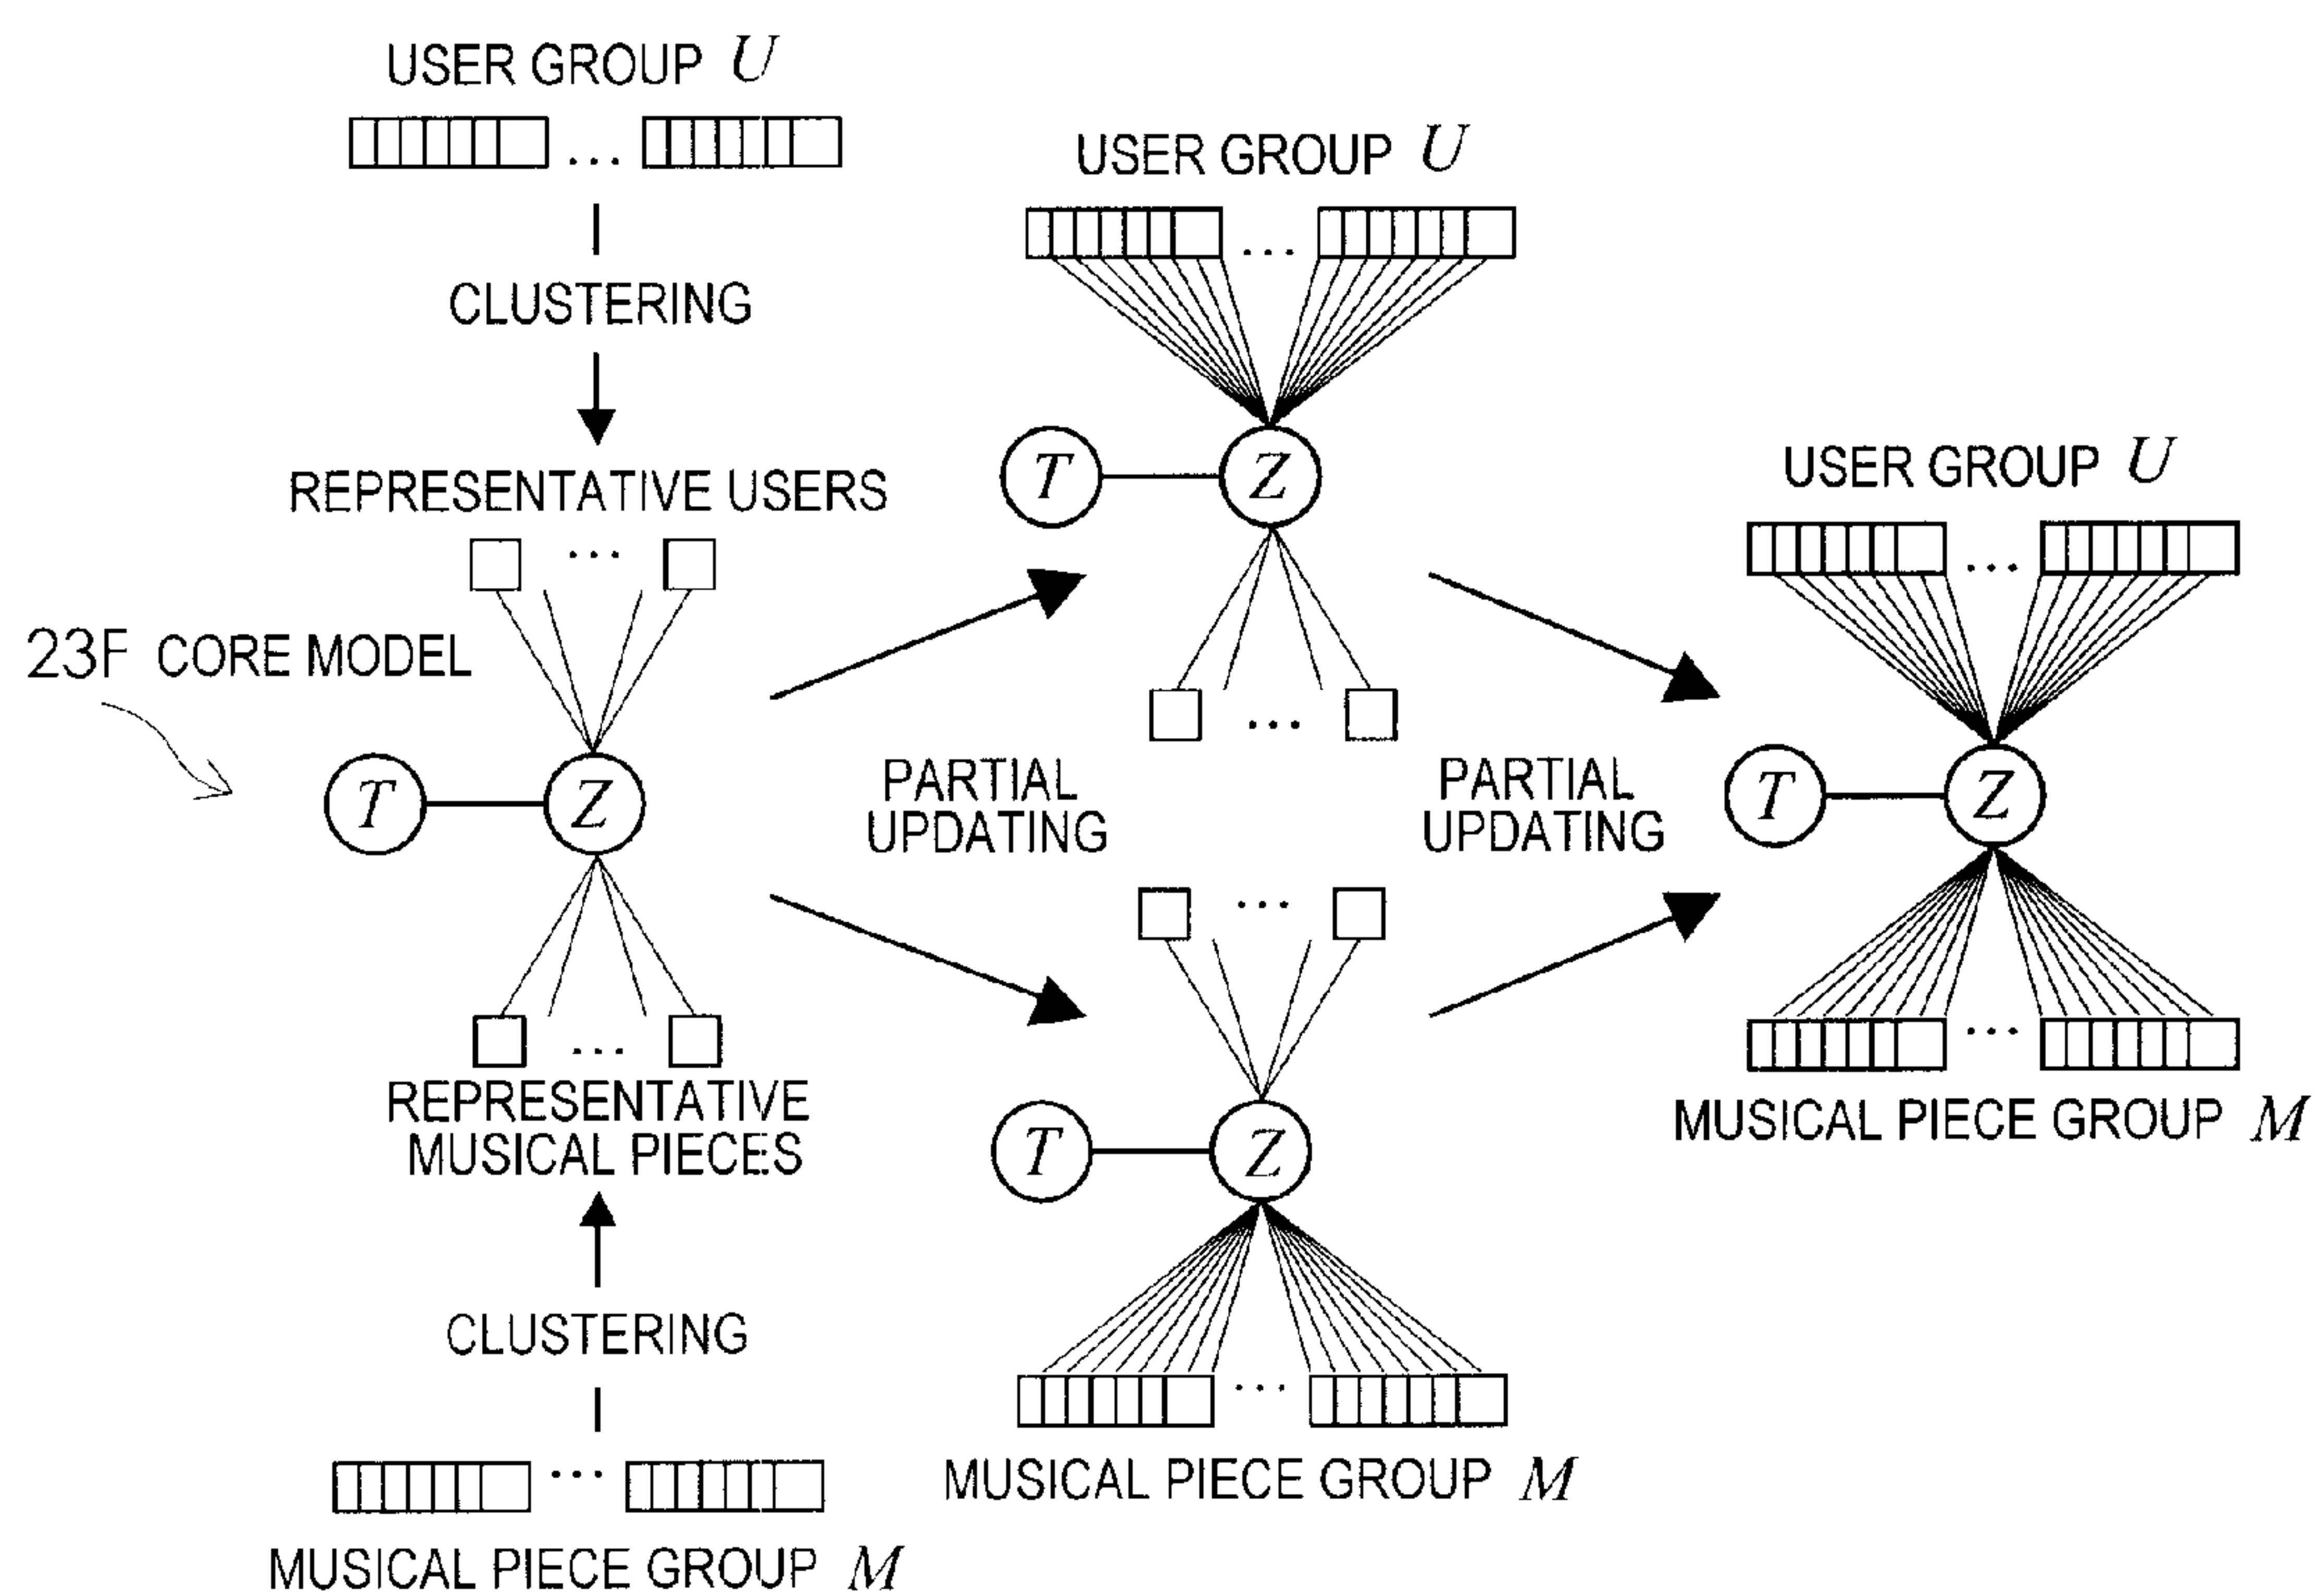 USER GROUP U
...
CLUSTERING
REPRESENTATIVE USERS
...
23F CORE MODEL
T Z
...
REPRESENTATIVE
MUSICAL PIECES
CLUSTERING
...
MUSICAL PIECE GROUP M
USER GROUP U
...
T Z
...
PARTIAL
UPDATING
...
T Z
...
MUSICAL PIECE GROUP M
PARTIAL
UPDATING
USER GROUP U
...
T Z
...
MUSICAL PIECE GROUP M